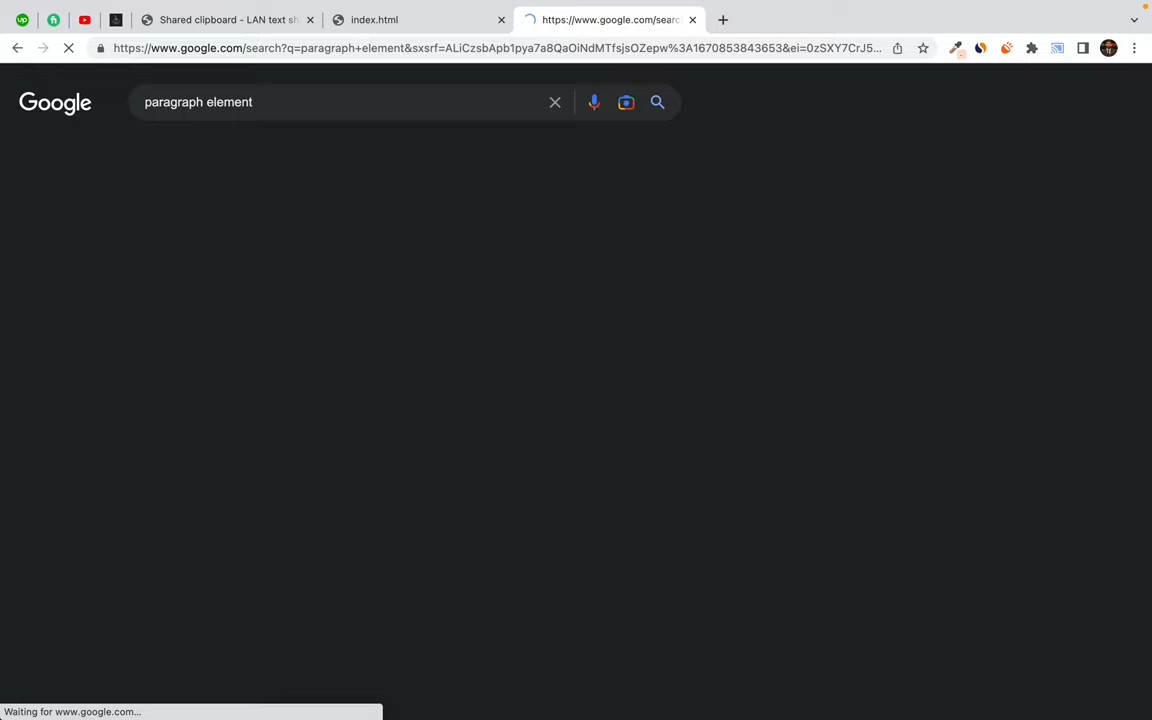 Shared clipboard - LAN text sh
index.html
https://www.google.com/searc
https://www.google.com/search?q=paragraph+element&sxsrf=ALiCzsbApb1pya7a8QaOiNdMTfsjsOZepw%3A1670853843653&ei=0zSXY7CrJ5...
Google
paragraph element
Waiting for www.google.com...